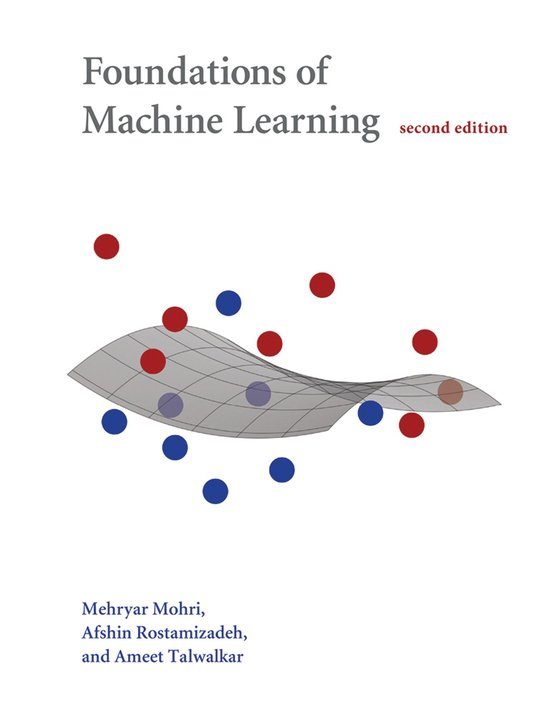 Foundations of
Machine Learning second edition
Mehryar Mohri,
Afshin Rostamizadeh,
and Ameet Talwalkar